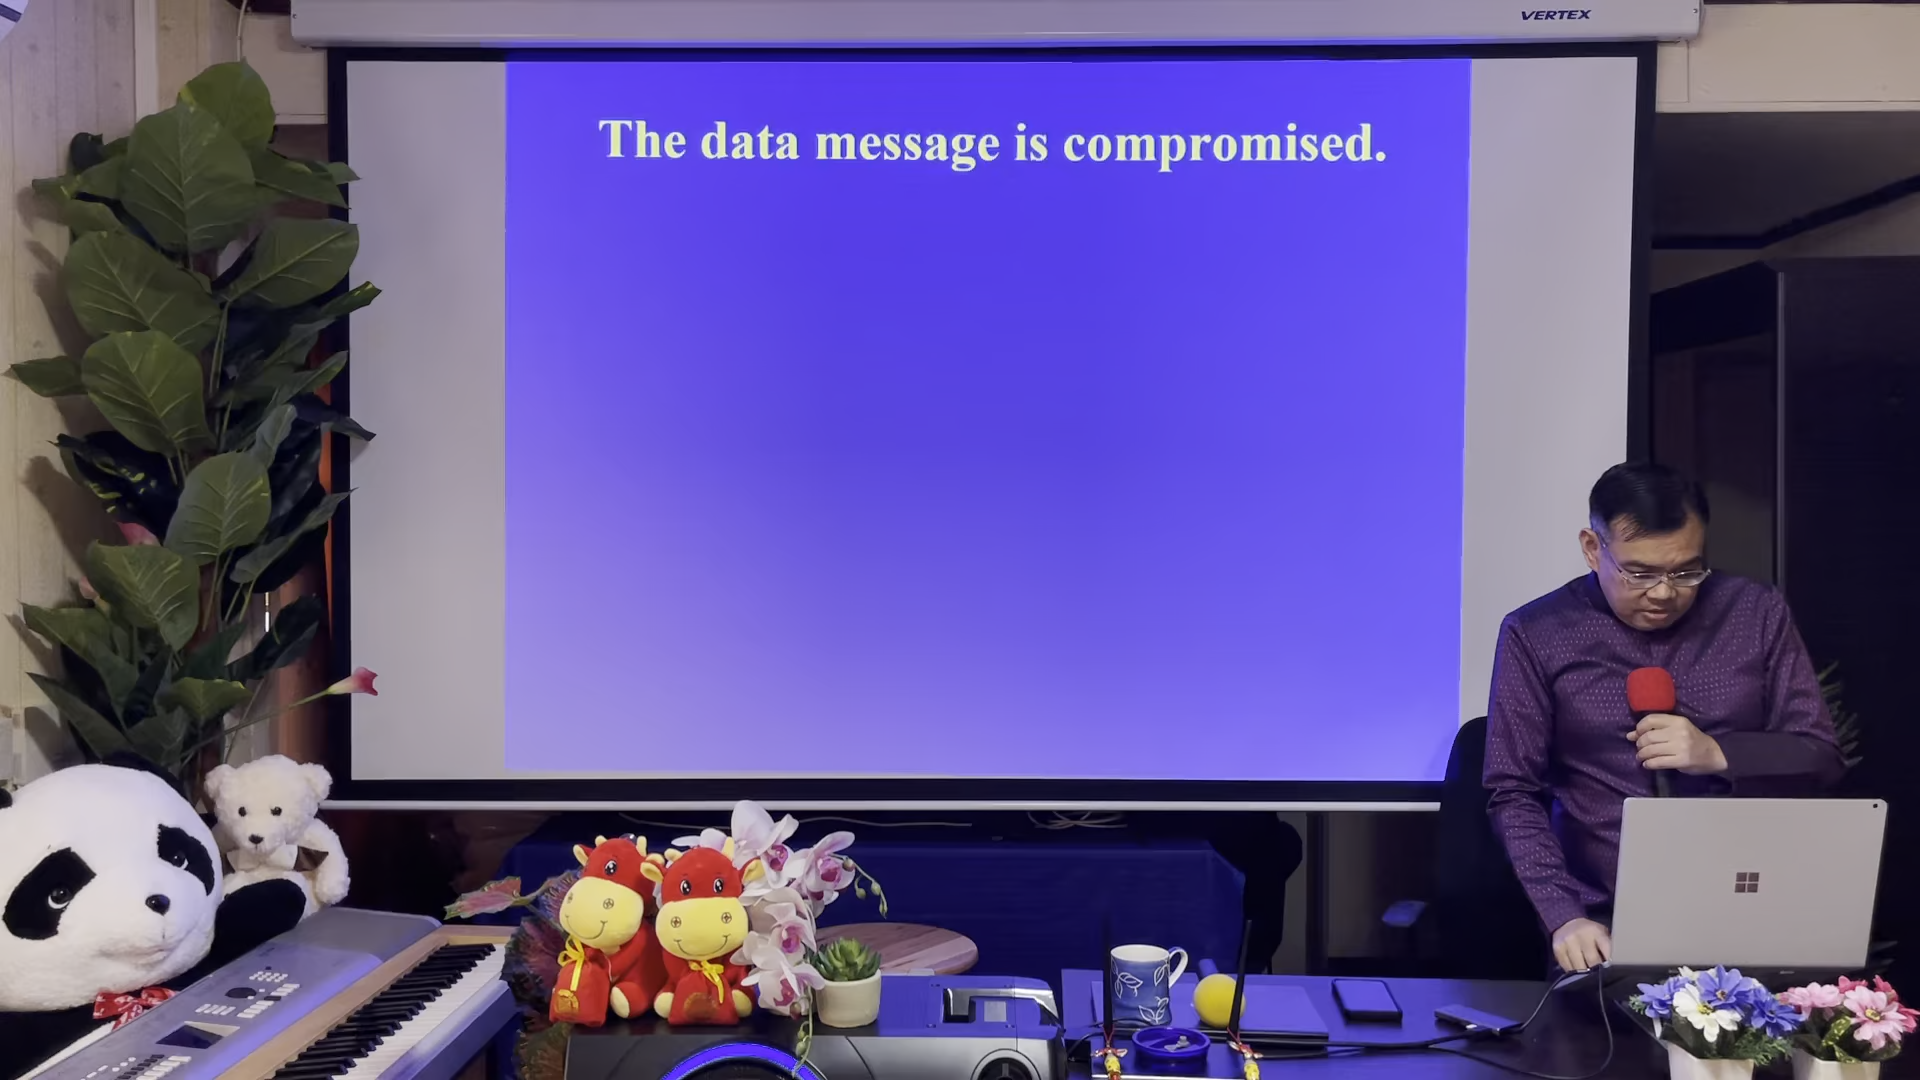 VERTEX
The data message is compromised.